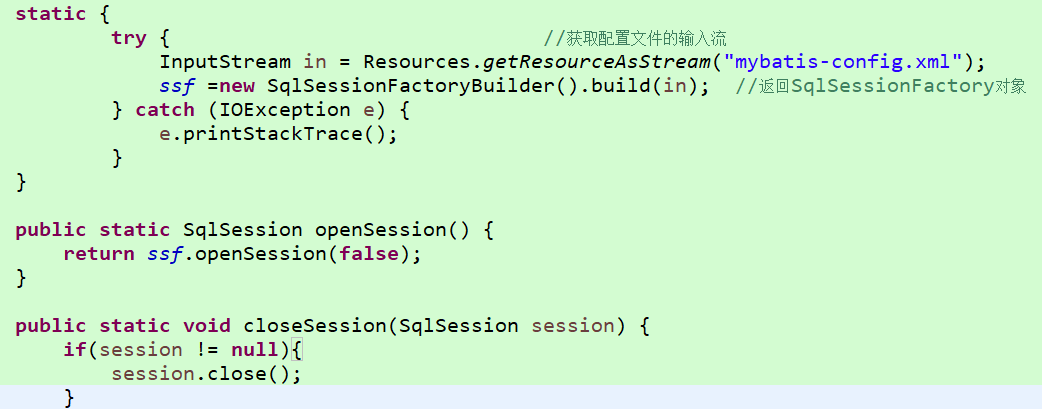 static {
        try {                                //获取配置文件的输入流
            InputStream in = Resources.getResourceAsStream("mybatis-config.xml");
            ssf =new SqlSessionFactoryBuilder().build(in);  //返回SqlSessionFactory对象
        } catch (IOException e) {
            e.printStackTrace();
        }
}

public static SqlSession openSession() {
    return ssf.openSession(false);
}

public static void closeSession(SqlSession session) {
    if(session != null){
        session.close();
    }